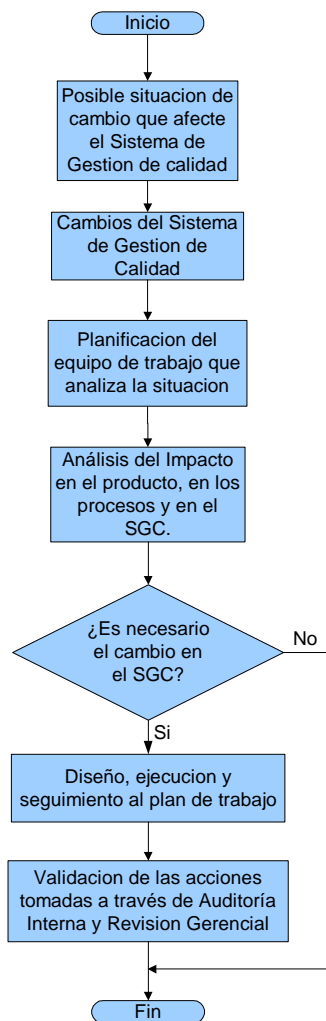 Inicio
Posible situacion de
cambio que afecte
el Sistema de
Gestion de calidad
Cambios del Sistema
de Gestion de
Calidad
Planificacion del
equipo de trabajo que
analiza la situacion
Análisis del Impacto
en el producto, en los
procesos y en el
SGC.
¿Es necesario
el cambio en
el SGC?
No
Si
Diseño, ejecucion y
seguimiento al plan de trabajo
Validacion de las acciones
tomadas a través de Auditoría
Interna y Revision Gerencial
Fin